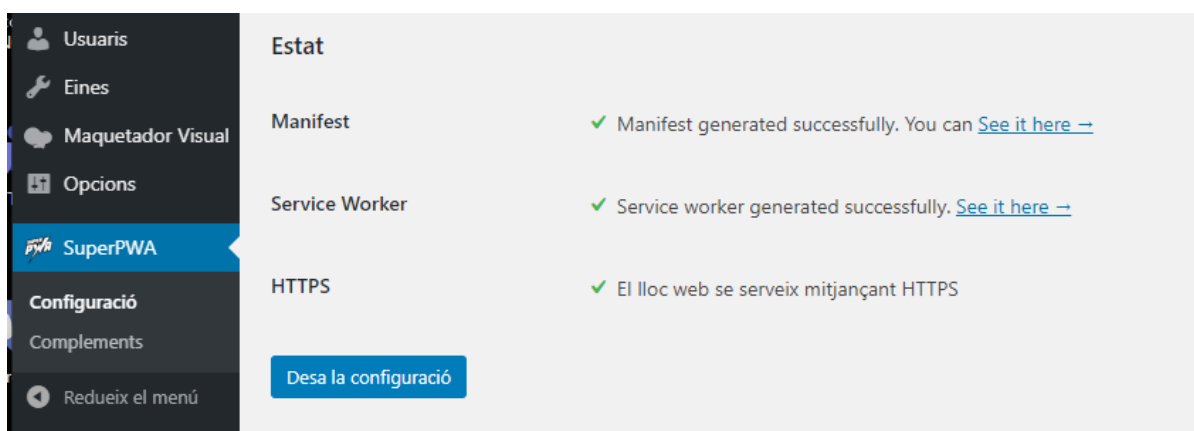 Usuaris
Eines
Maquetador Visual
Opcions
SuperPWA
Configuració
Complements
Redueix el menú
Estat
Manifest
Manifest generated successfully. You can See it here →
Service Worker
Service worker generated successfully. See it here →
HTTPS
El lloc web se serveix mitjançant HTTPS
Desa la configuració